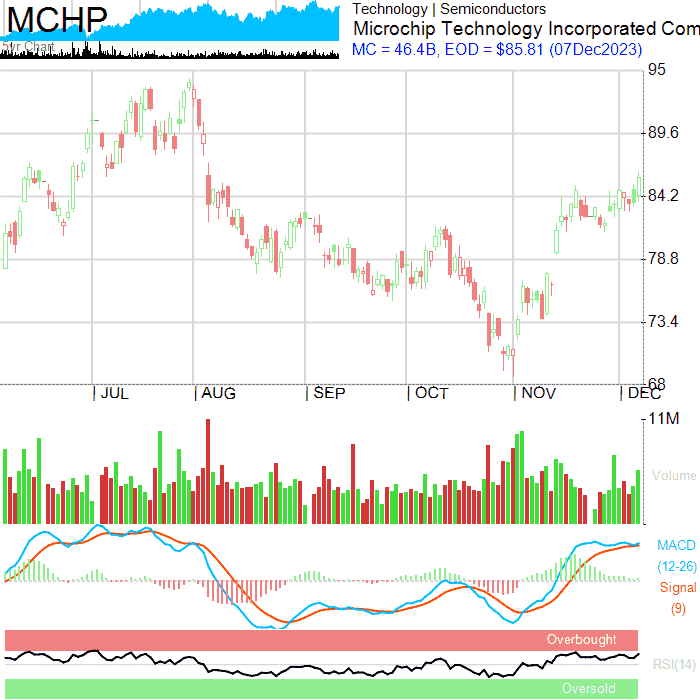 MCHP
5yr Chart
Technology | Semiconductors
Microchip Technology Incorporated Com
MC = 46.4B, EOD = $85.81 (07Dec2023)
95
89.6
84.2
78.8
73.4
68
| JUL
| AUG
| SEP
| OCT
| NOV
| DEC
11M
Volume
MACD
(12-26)
Signal
(9)
Overbought
RSI(14)
Oversold